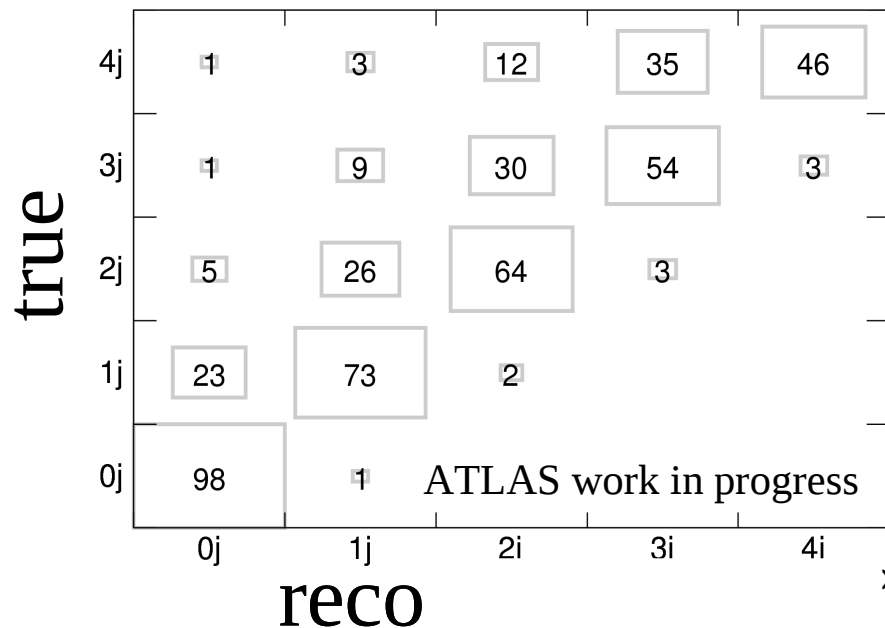 4j 1 3 12 35 46
3j 1 9 30 54 3
true
2j 5 26 64 3
1j 23 73 2
0j 98 1 ATLAS work in progress
0j 1j 2i 3i 4i
reco